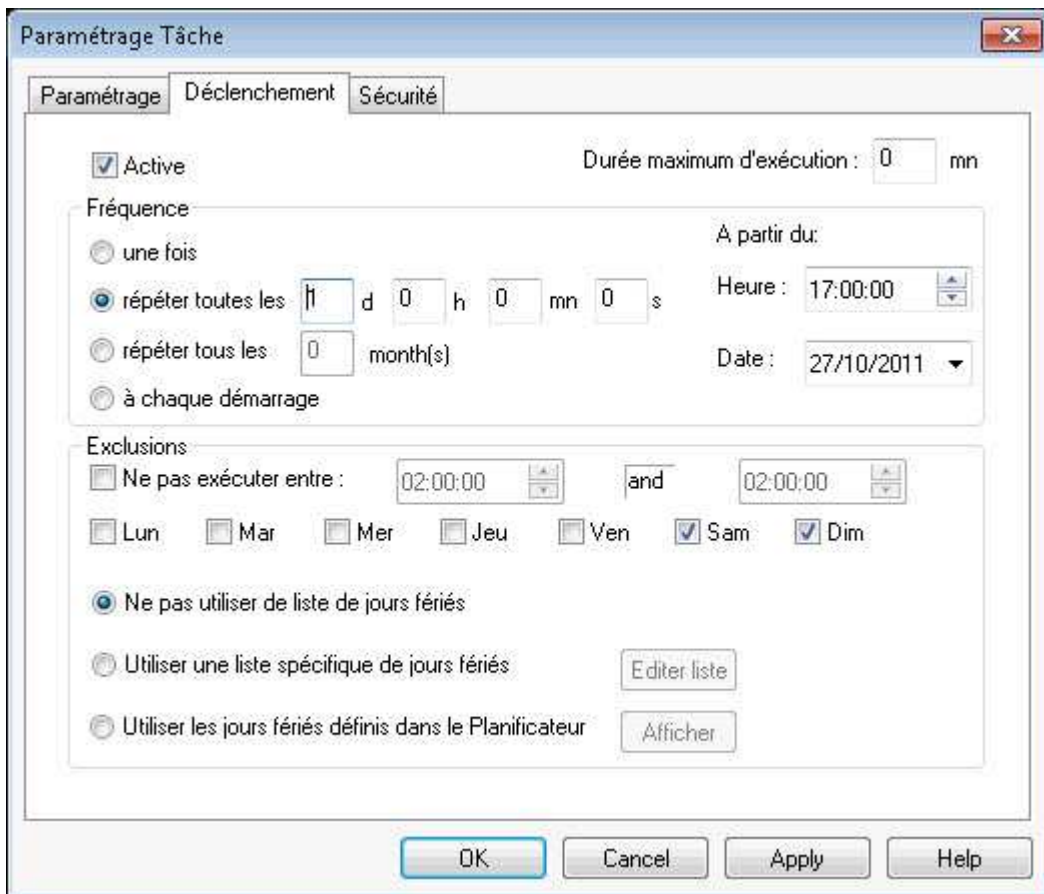 Paramétrage Tâche
Paramétrage Déclenchement Sécurité
Active Durée maximum d'exécution : 0 mn
Fréquence
A partir du:
une fois
répéter toutes les 1 d 0 h 0 mn 0 s Heure : 17:00:00
répéter tous les 0 month(s) Date : 27/10/2011
à chaque démarrage
Exclusions
Ne pas exécuter entre : 02:00:00 and 02:00:00
Lun Mar Mer Jeu Ven Sam Dim
Ne pas utiliser de liste de jours fériés
Utiliser une liste spécifique de jours fériés Editer liste
Utiliser les jours fériés définis dans le Planificateur Afficher
OK Cancel Apply Help